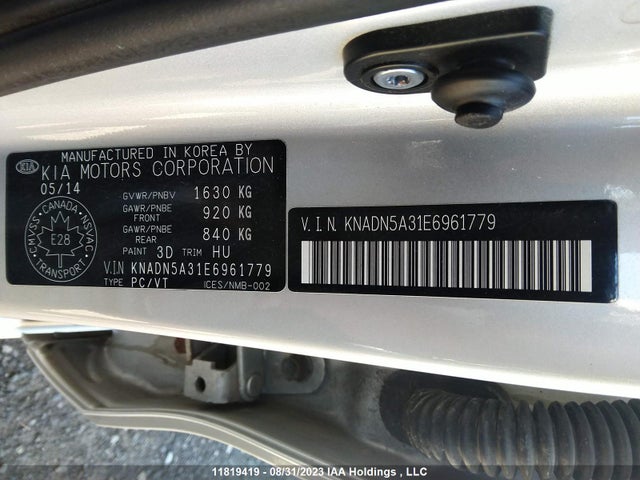 MANUFACTURED IN KOREA BY
KIA KIA MOTORS CORPORATION
05/14
GVWR/PNBV 1630 KG
GAWR/PNBE FRONT 920 KG
GAWR/PNBE REAR 840 KG
PAINT 3D TRIM HU
V.I.N KNADN5A31E6961779
TYPE PC/VT ICES/NMB-002
CMVSS CANADA NSVAC
E28
TRANSPORT
V.I.N. KNADN5A31E6961779
11819419 - 08/31/2023 IAA Holdings , LLC